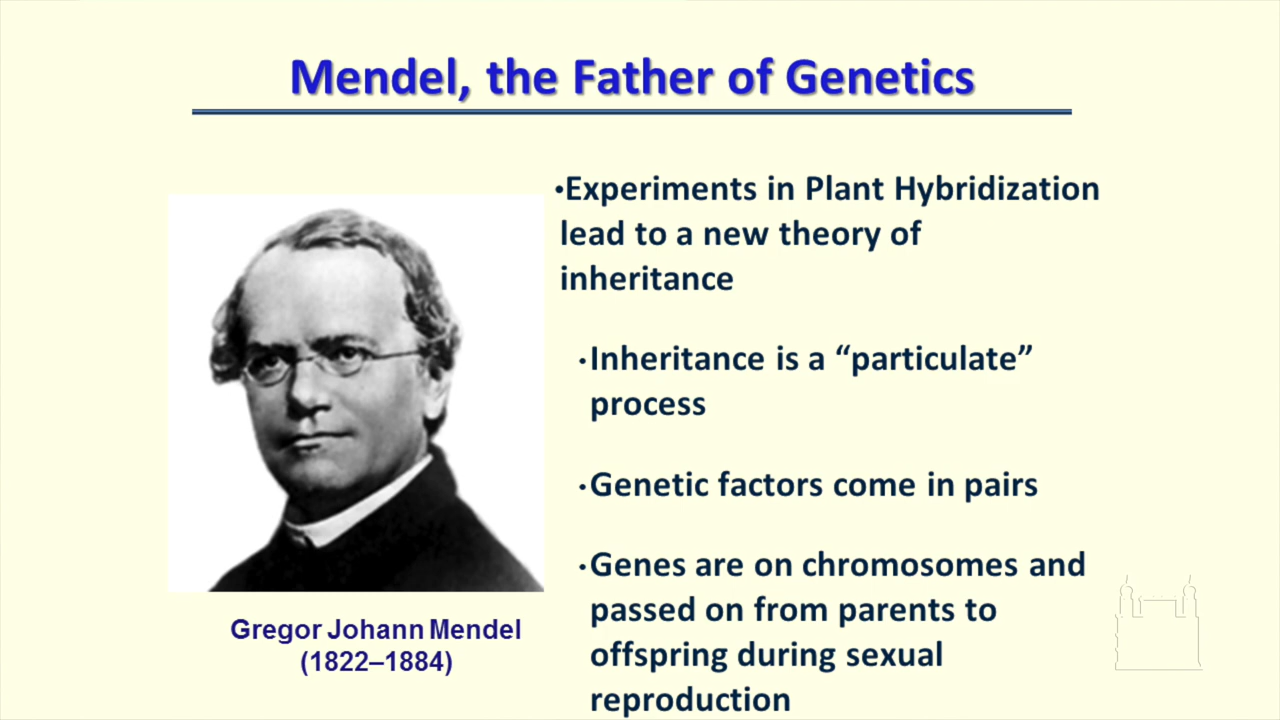 Mendel, the Father of Genetics
•Experiments in Plant Hybridization
lead to a new theory of
inheritance
•Inheritance is a “particulate”
process
•Genetic factors come in pairs
•Genes are on chromosomes and
passed on from parents to
offspring during sexual
reproduction
Gregor Johann Mendel
(1822–1884)